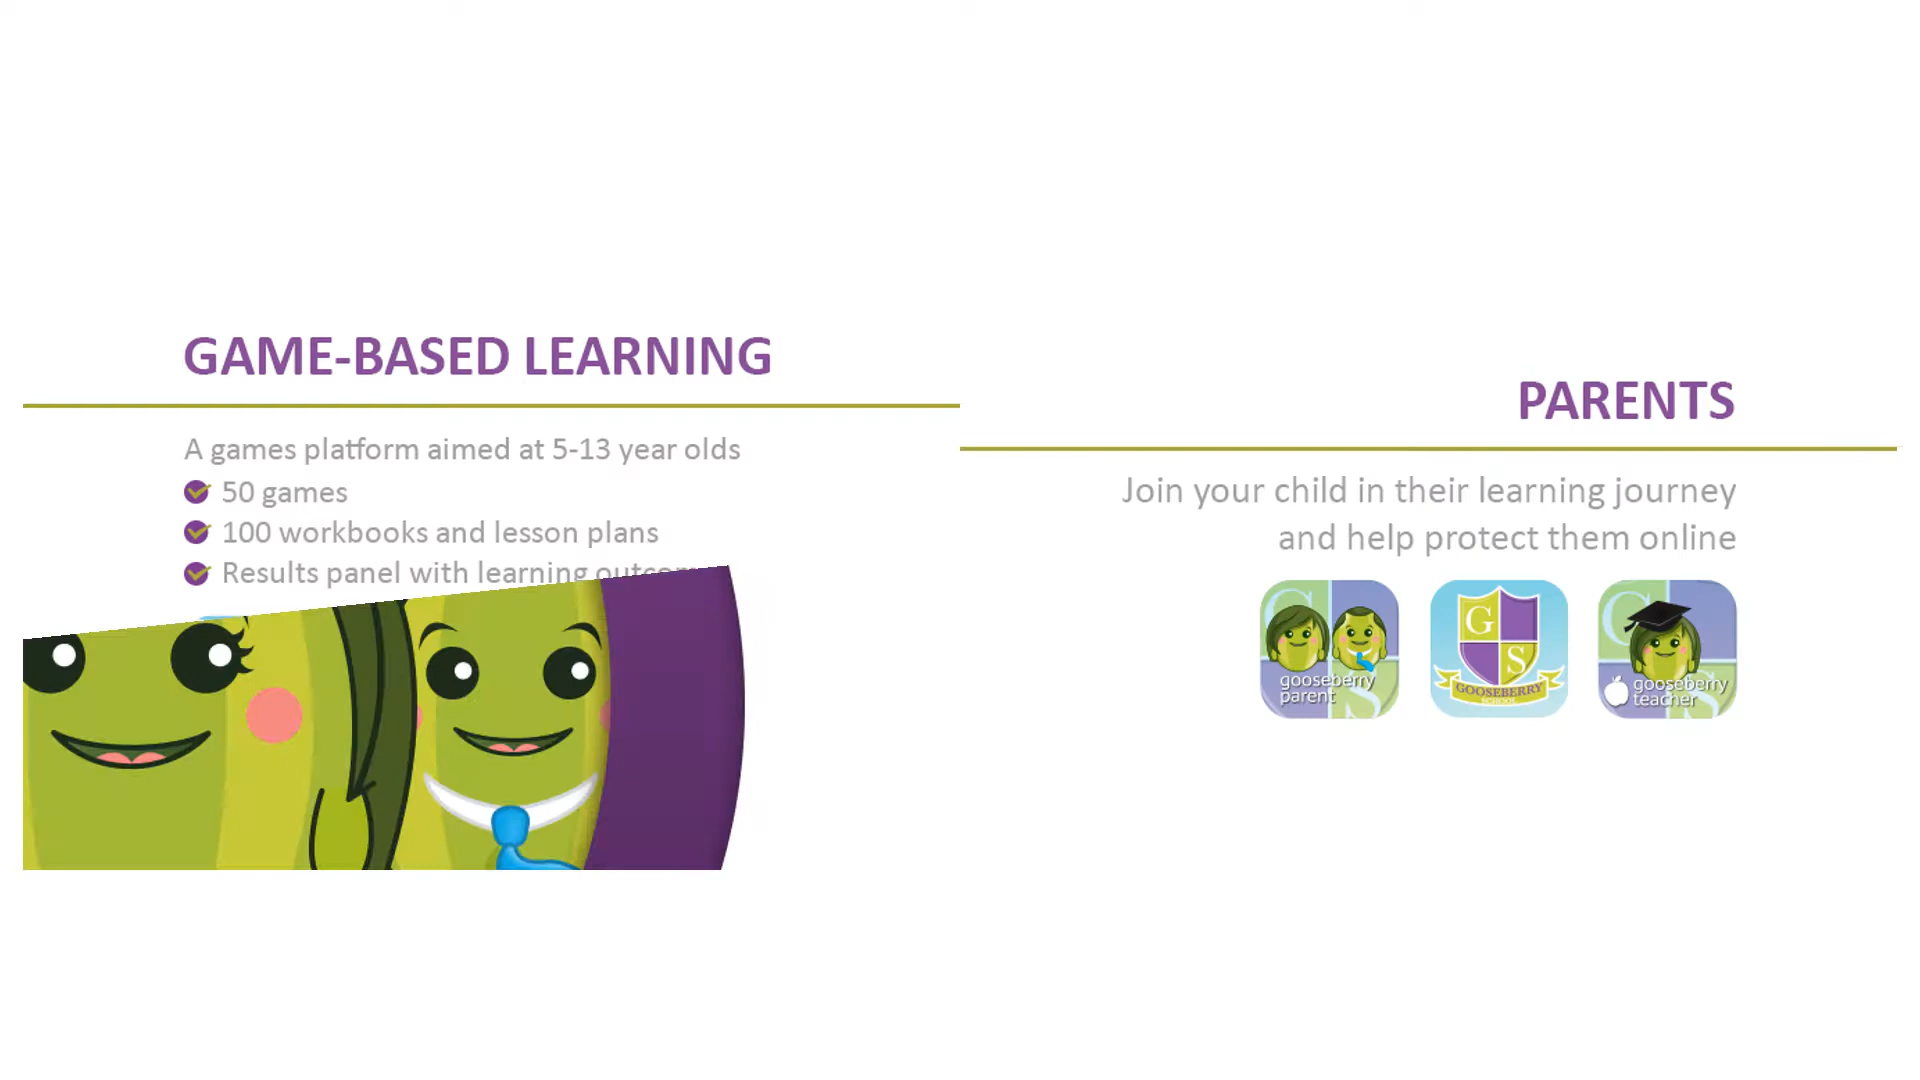 GAME-BASED LEARNING
A games platform aimed at 5-13 year olds
50 games
100 workbooks and lesson plans
Results panel with learning
PARENTS
Join your child in their learning journey
and help protect them online
G S
gooseberry
parent
G
S
GOOSEBERRY
SCHOOL
G S
gooseberry
teacher